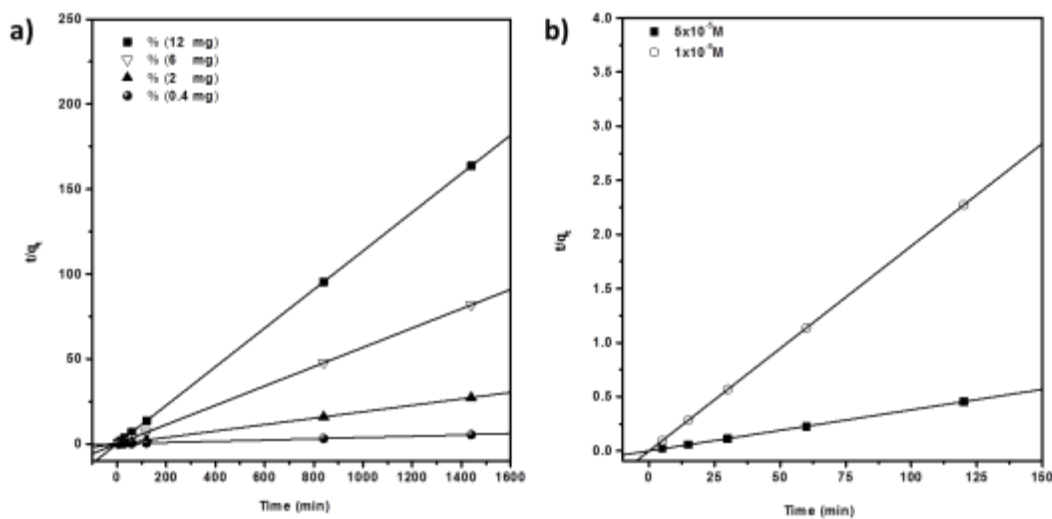 a)
% (12 mg)
% (6 mg)
% (2 mg)
% (0.4 mg)
250
200
150
100
50
0
t/qₜ
0 200 400 600 800 1000 1200 1400 1600
Time (min)
b)
5x10⁻⁵M
4.0
3.5
3.0
2.5
2.0
1.5
1.0
0.5
0.0
t/qₜ
0 25 50 75 100 125 150
Time (min)